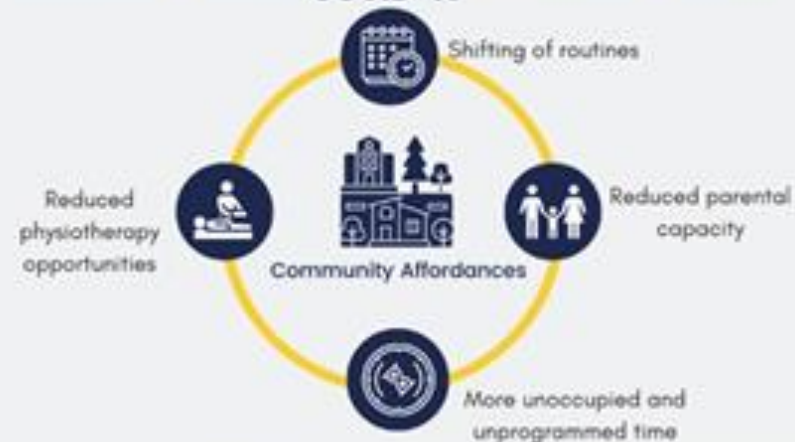 Shifting of routines
Reduced
physiotherapy
opportunities
Reduced parental
capacity
Community Affordances
More unoccupied and
unprogrammed time